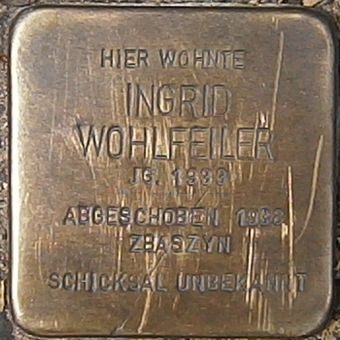 HIER WOHNTE
INGRID
WOHLFEILER
JG. 1933
ABGESCHOBEN 1938
ZBASZYN
SCHICKSAL UNBEKANNT